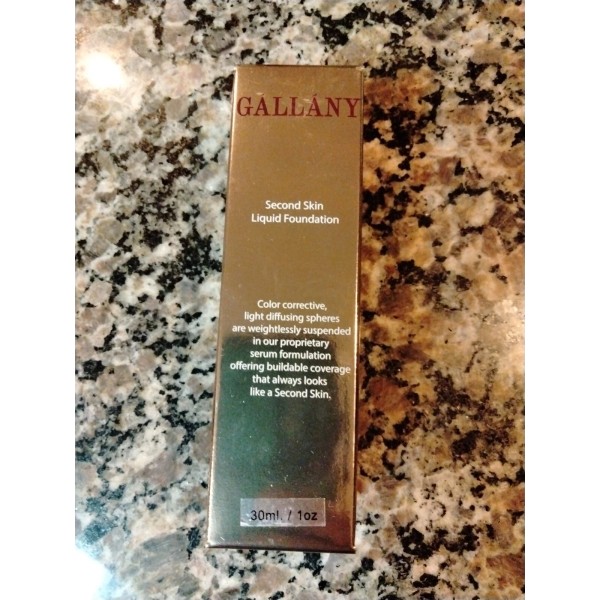 GALLÁNY
Second Skin
Liquid Foundation
Color corrective,
light diffusing spheres
are weightlessly suspended
in our proprietary
serum formulation
offering buildable coverage
that always looks
like a Second Skin.
30ml. / 1oz